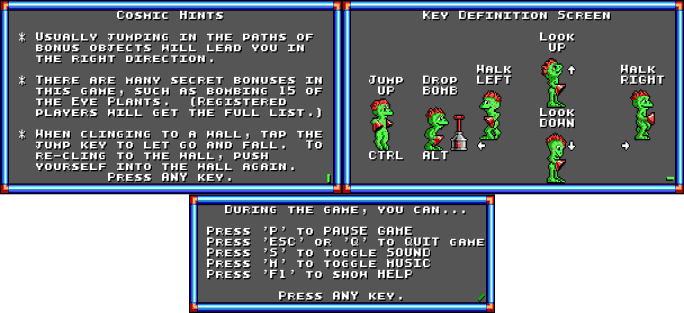 Cosmic Hints
* Usually jumping in the paths of
bonus objects will lead you in
the right direction.
* There are many secret bonuses in
this game, such as bombing 15 of
the Eye Plants. (Registered
players will get the full list.)
* When clinging to a wall, tap the
jump key to let go and fall. To
re-cling to the wall, push
yourself into the wall again.
Press any key.
Key Definition Screen
Look
Up
Jump
Up
Drop
Bomb
Walk
Left
Walk
Right
Look
Down
CTRL
ALT
During the game, you can...
Press 'P' to PAUSE GAME
Press 'ESC' or 'Q' to QUIT game
Press 'S' to toggle SOUND
Press 'M' to toggle MUSIC
Press 'F1' to show HELP
Press ANY key.